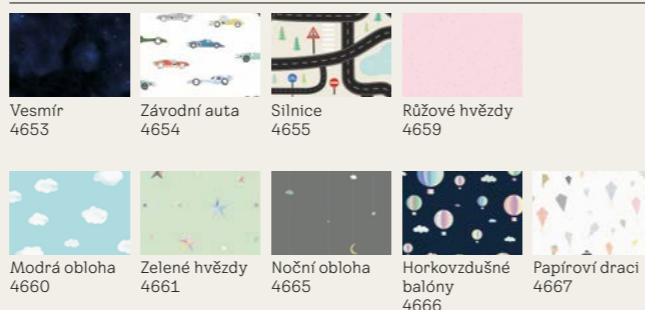 Vesmír
4653
Závodní auta
4654
Silnice
4655
Růžové hvězdy
4659
Modrá obloha
4660
Zelené hvězdy
4661
Noční obloha
4665
Horkovzdušné
balóny
4666
Papíroví draci
4667